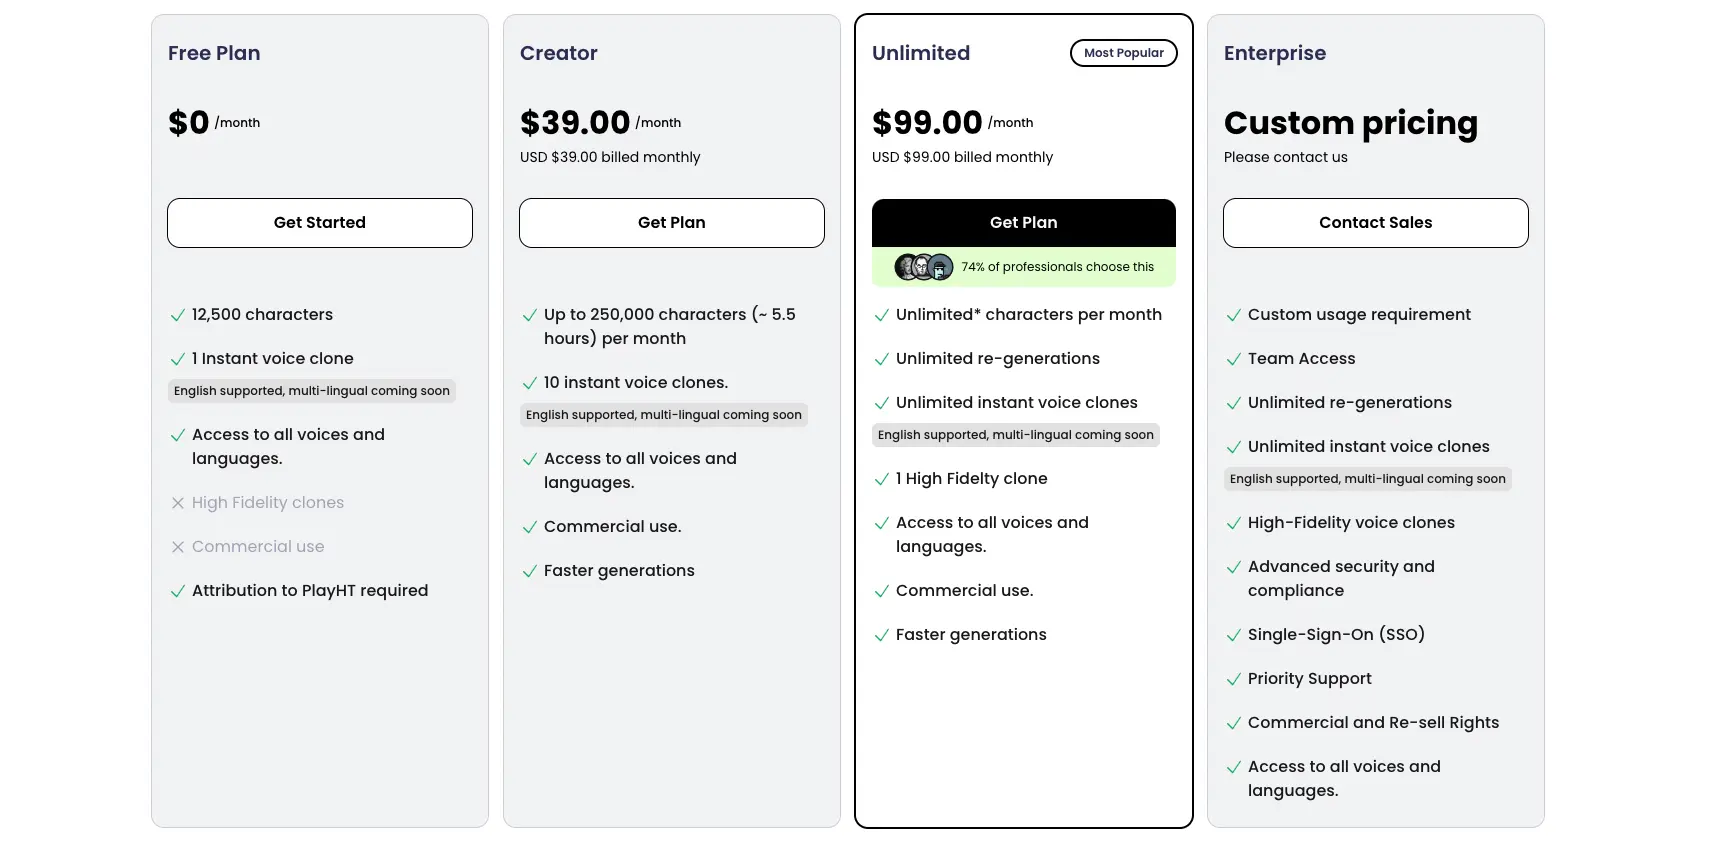 Free Plan
$0 /month
Get Started
12,500 characters
1 Instant voice clone
English supported, multi-lingual coming soon
Access to all voices and
languages.
High Fidelity clones
Commercial use
Attribution to PlayHT required
Creator
$39.00 /month
USD $39.00 billed monthly
Get Plan
Up to 250,000 characters (~ 5.5
hours) per month
10 instant voice clones.
English supported, multi-lingual coming soon
Access to all voices and
languages.
Commercial use.
Faster generations
Unlimited
Most Popular
$99.00 /month
USD $99.00 billed monthly
Get Plan
74% of professionals choose this
Unlimited* characters per month
Unlimited re-generations
Unlimited instant voice clones
English supported, multi-lingual coming soon
1 High Fidelty clone
Access to all voices and
languages.
Commercial use.
Faster generations
Enterprise
Custom pricing
Please contact us
Contact Sales
Custom usage requirement
Team Access
Unlimited re-generations
Unlimited instant voice clones
English supported, multi-lingual coming soon
High-Fidelity voice clones
Advanced security and
compliance
Single-Sign-On (SSO)
Priority Support
Commercial and Re-sell Rights
Access to all voices and
languages.